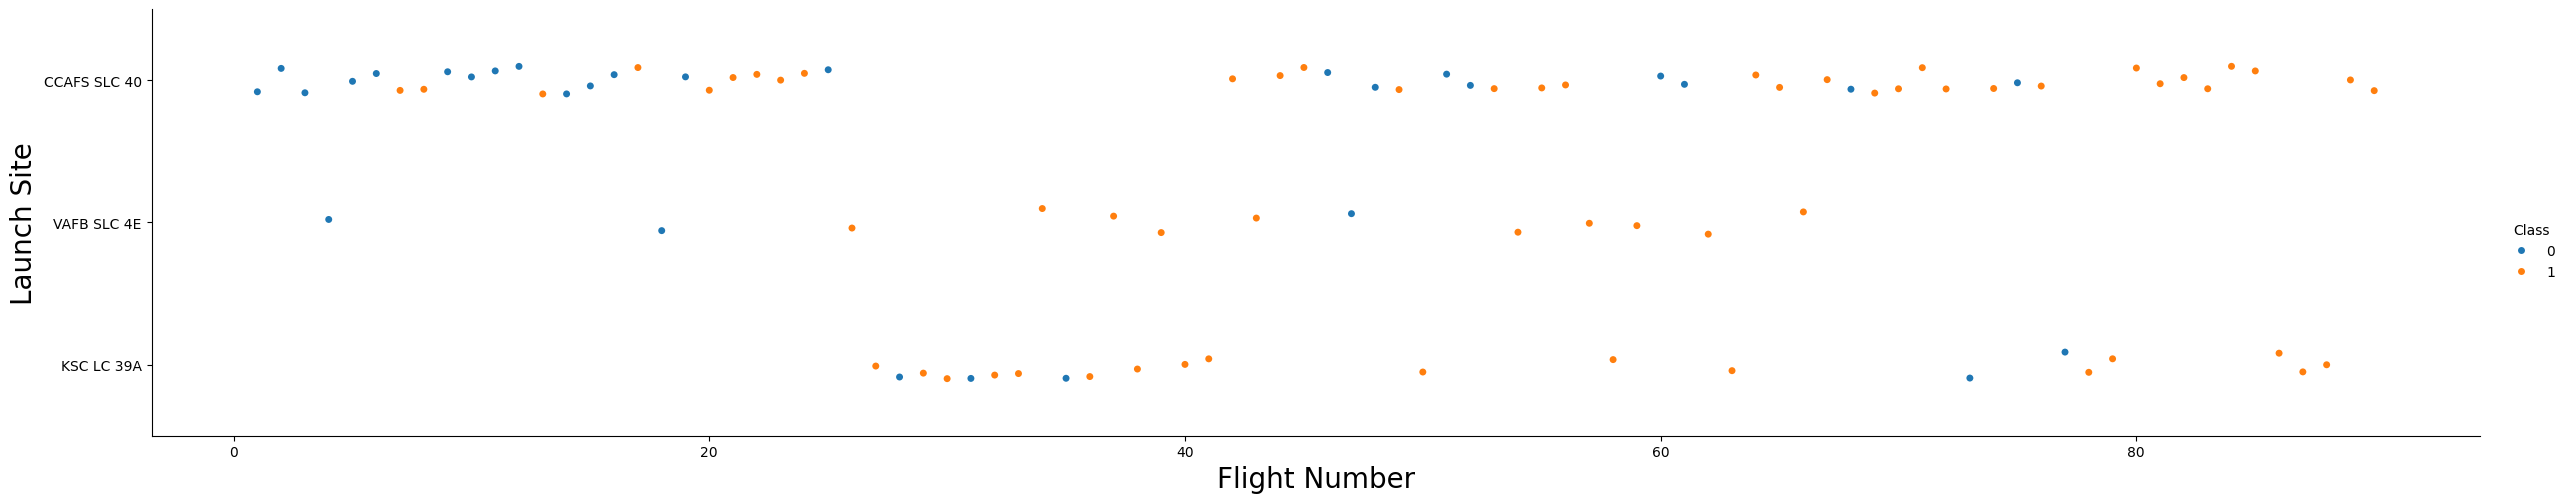 CCAFS SLC 40
VAFB SLC 4E
KSC LC 39A
Launch Site
0
20
40
60
80
Flight Number
Class
0
1